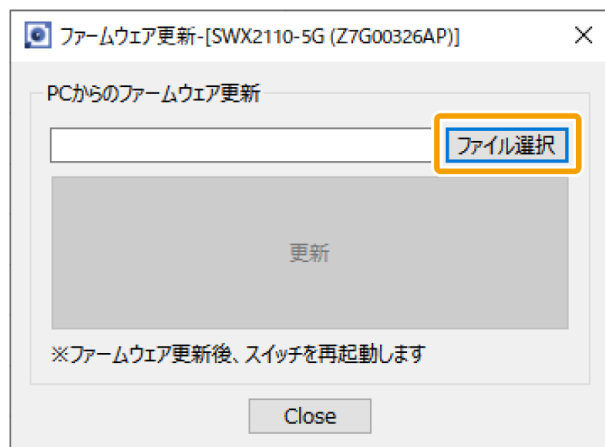 ファームウェア更新-[SWX2110-5G (Z7G00326AP)]
PCからのファームウェア更新
ファイル選択
更新
※ファームウェア更新後、スイッチを再起動します
Close